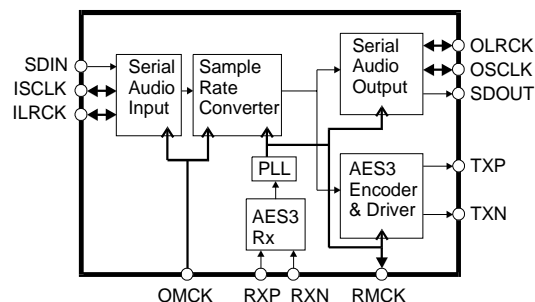 SDIN
ISCLK
ILRCK
Serial
Audio
Input
Sample
Rate
Converter
Serial
Audio
Output
OLRCK
OSCLK
SDOUT
PLL
AES3
Rx
AES3
Encoder
& Driver
TXP
TXN
OMCK
RXP
RXN
RMCK